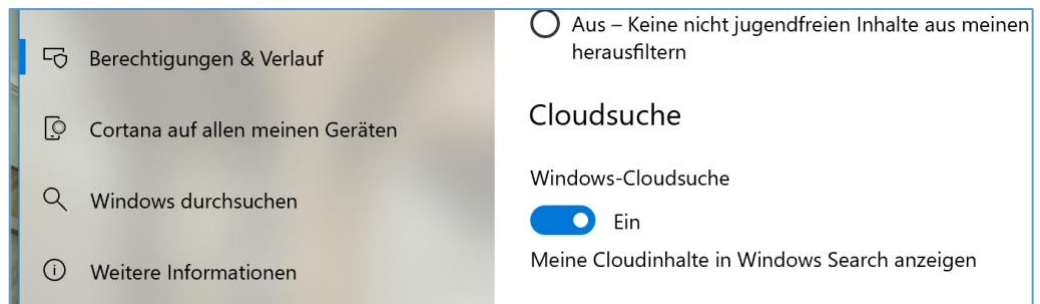 Berechtigungen & Verlauf
Cortana auf allen meinen Geräten
Windows durchsuchen
Weitere Informationen
Aus – Keine nicht jugendfreien Inhalte aus meinen
herausfiltern
Cloudsuche
Windows-Cloudsuche
Ein
Meine Cloudinhalte in Windows Search anzeigen